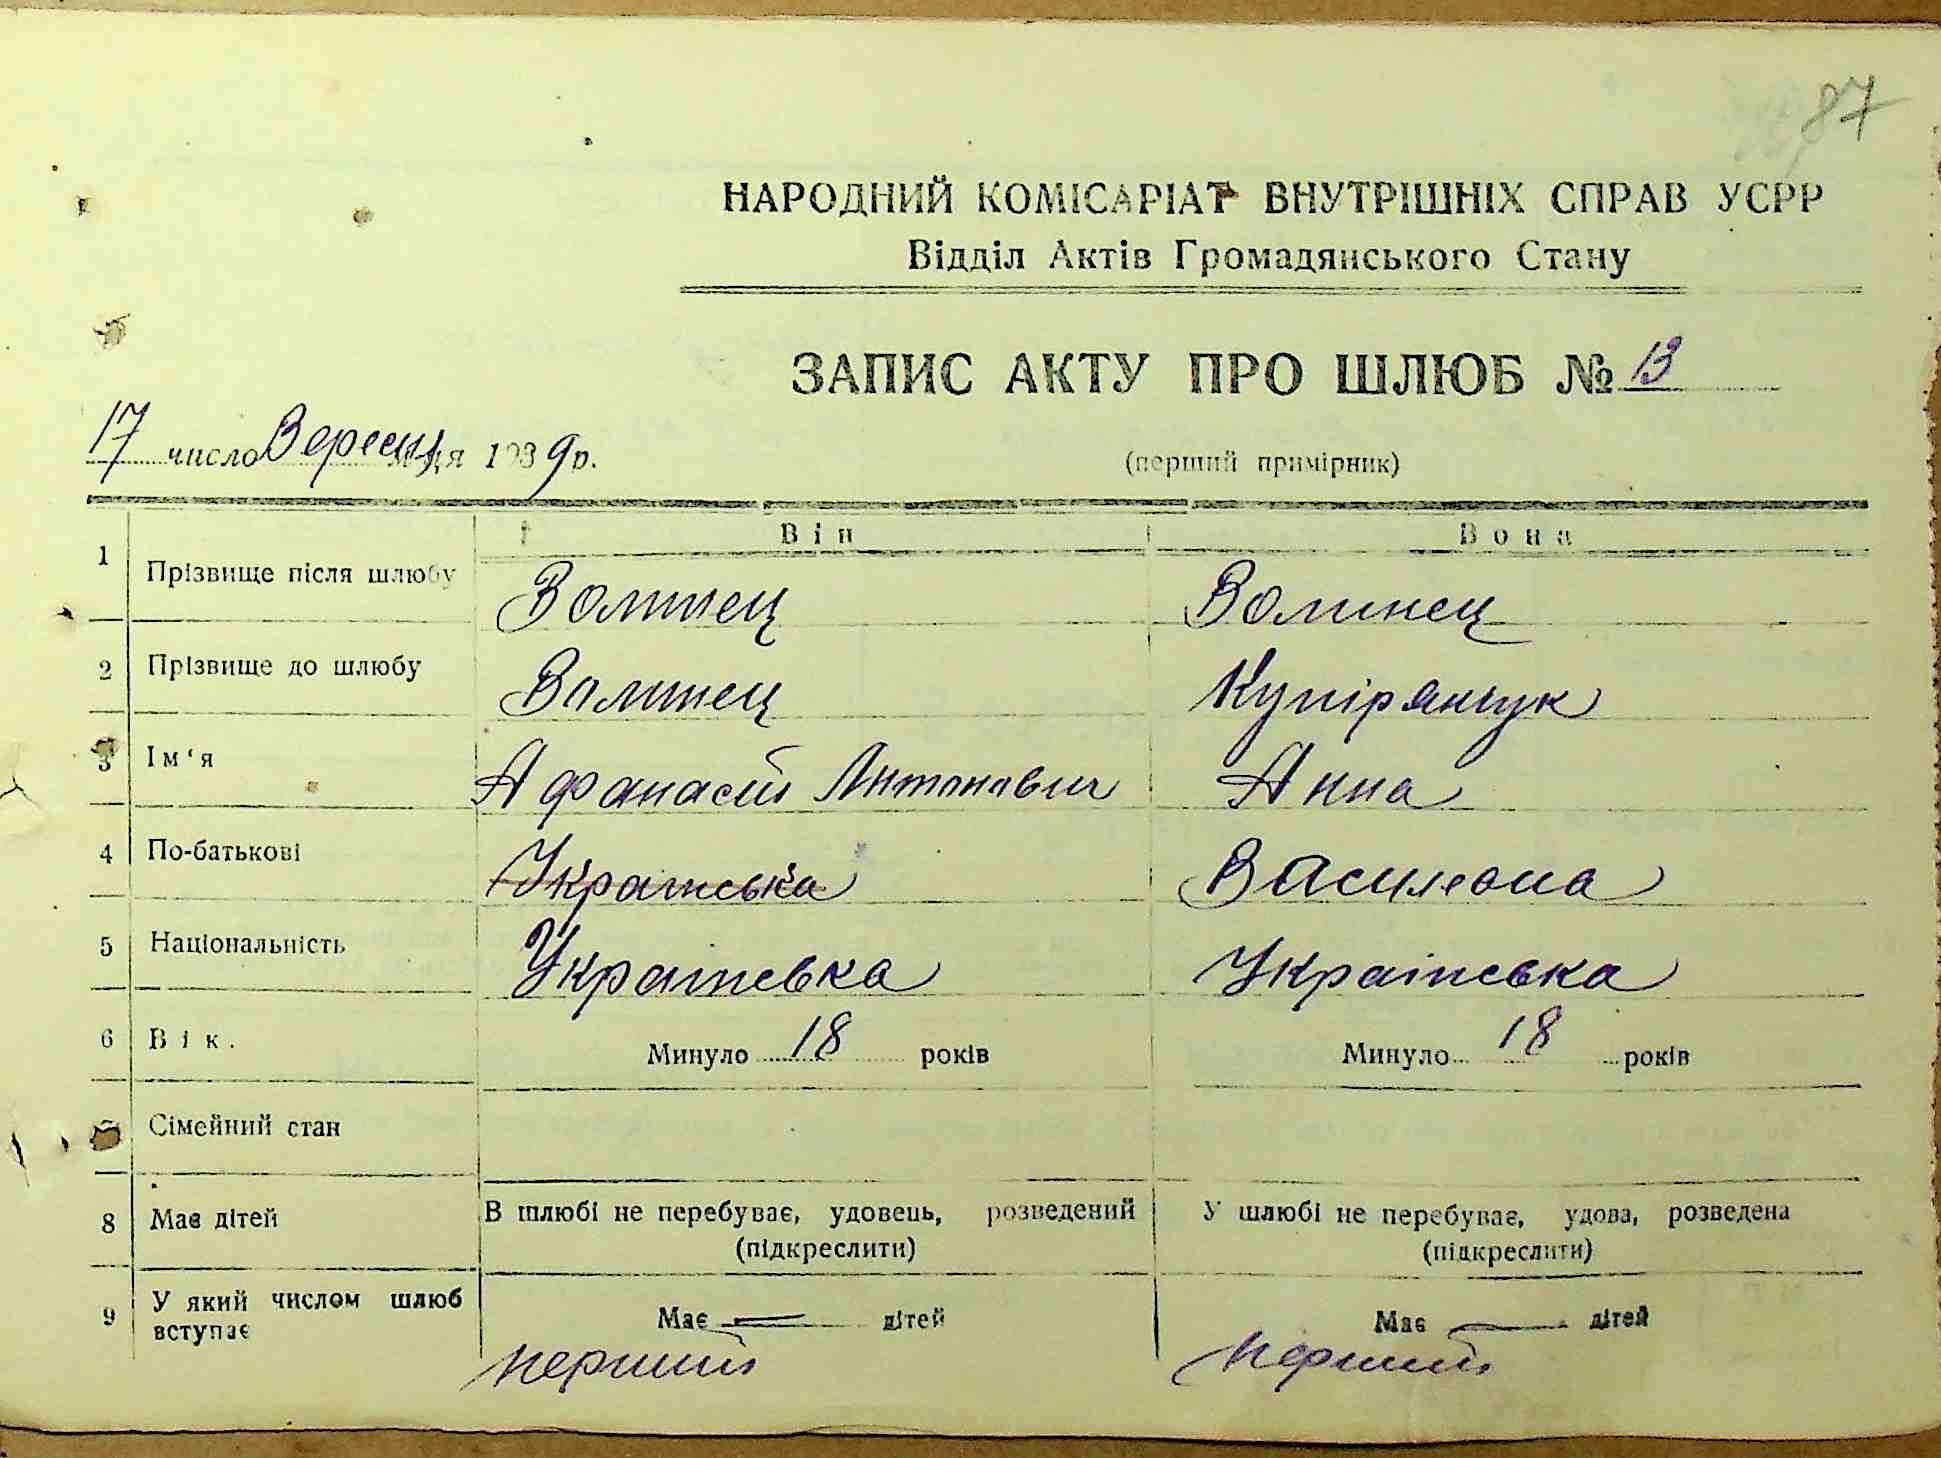 87
НАРОДНИЙ КОМІСАРІАТ ВНУТРІШНІХ СПРАВ УСРР
Відділ Актів Громадянського Стану
ЗАПИС АКТУ ПРО ШЛЮБ № 13
17 число Вересня м-ця 1939 р.
(перший примірник)
Він Вона
1 Прізвище після шлюбу Волинец Волинец
2 Прізвище до шлюбу Волинец Купірянчук
3 Ім‘я Афанасій Антонович Анна
4 По-батькові Українська Василевна
5 Національність Українська Українська
6 Вік. Минуло 18 років Минуло 18 років
Сімейний стан
8 Має дітей В шлюбі не перебуває, удовець, розведений У шлюбі не перебуває, удова, розведена
(підкреслити) (підкреслити)
9 У який числом шлюб вступає Має — дітей Має — дітей
перший перший